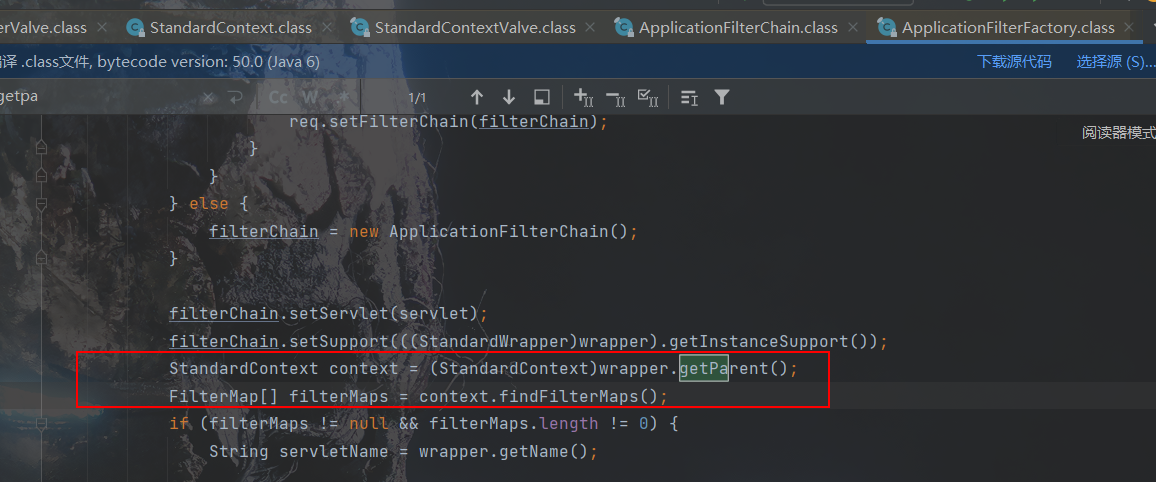 erValve.class StandardContext.class StandardContextValve.class ApplicationFilterChain.class ApplicationFilterFactory.class
译 .class文件, bytecode version: 50.0 (Java 6) 下载源代码 选择源 (S)...
getpa Cc W .* 1/1
req.setFilterChain(filterChain);
阅读器模式
}
}
} else {
filterChain = new ApplicationFilterChain();
}
filterChain.setServlet(servlet);
filterChain.setSupport(((StandardWrapper)wrapper).getInstanceSupport());
StandardContext context = (StandardContext)wrapper.getParent();
FilterMap[] filterMaps = context.findFilterMaps();
if (filterMaps != null && filterMaps.length != 0) {
String servletName = wrapper.getName();